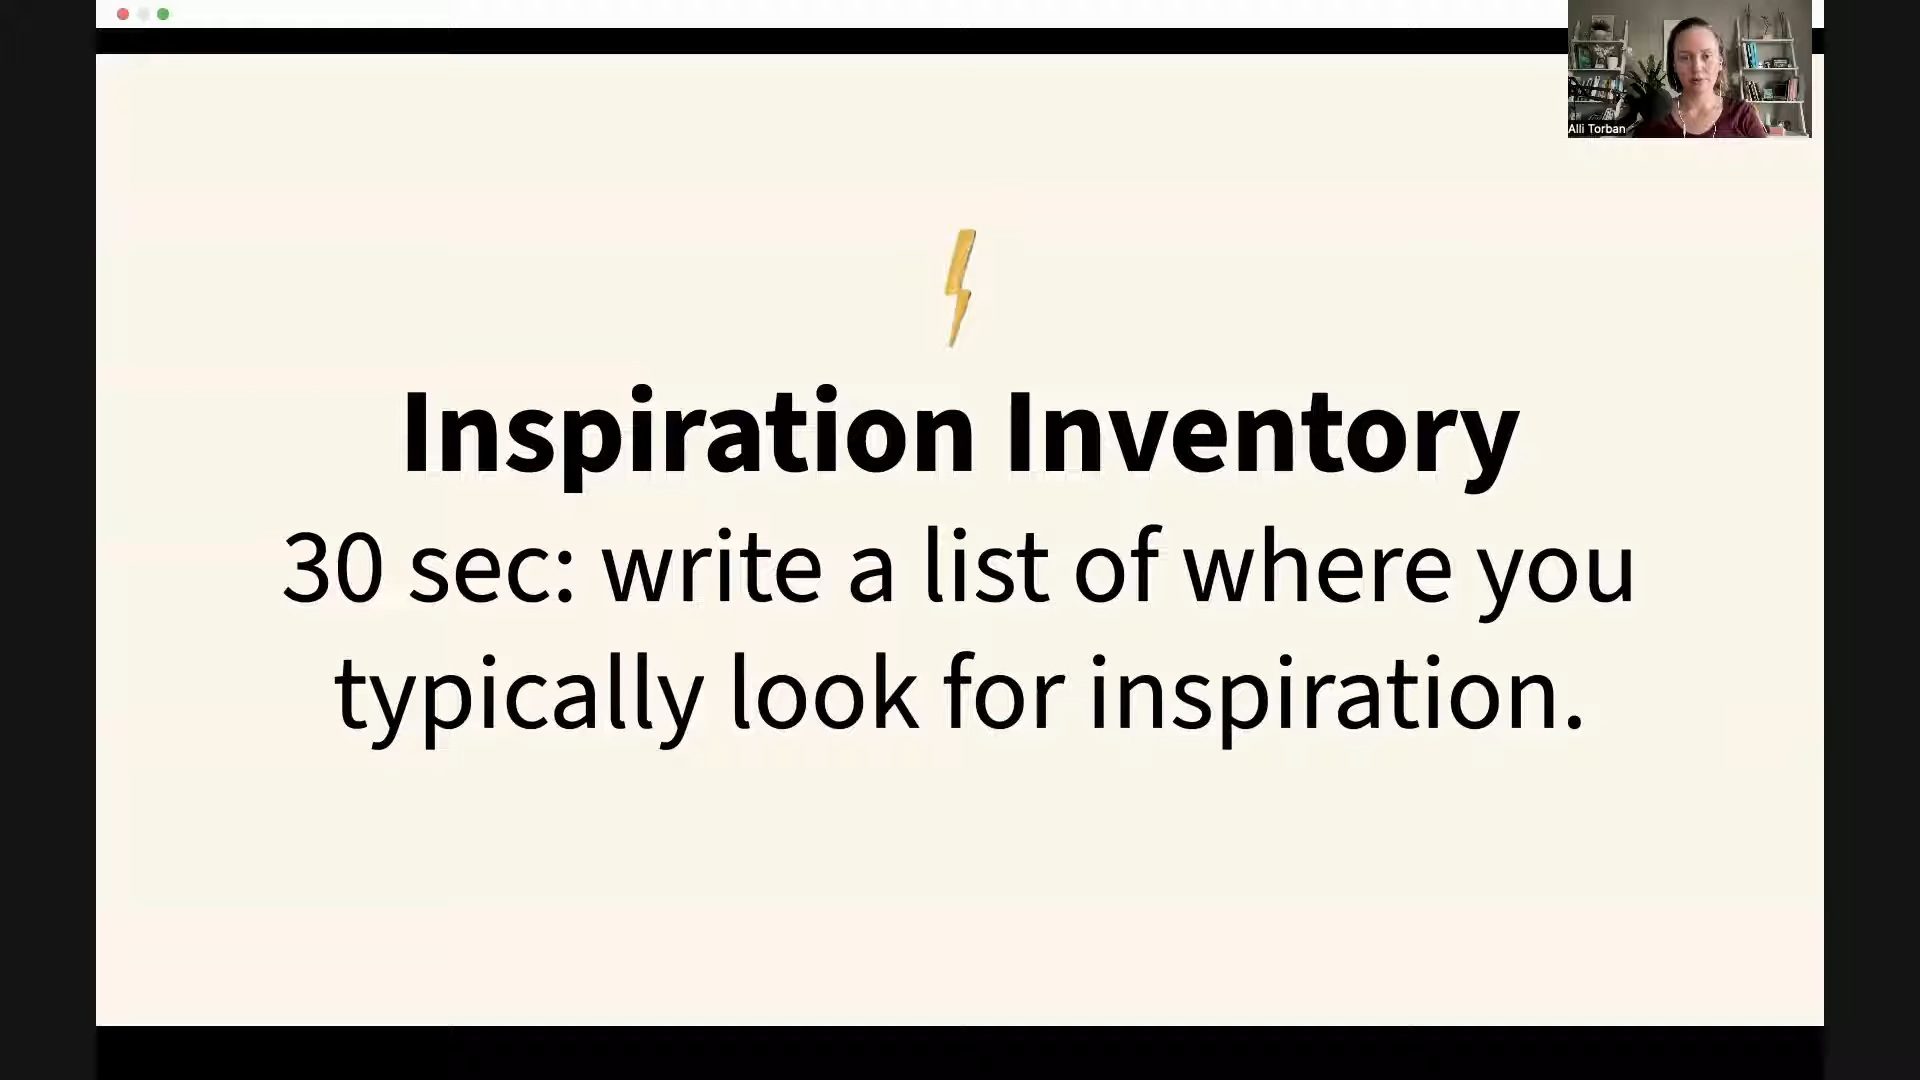 Alli Torban
Inspiration Inventory
30 sec: write a list of where you
typically look for inspiration.